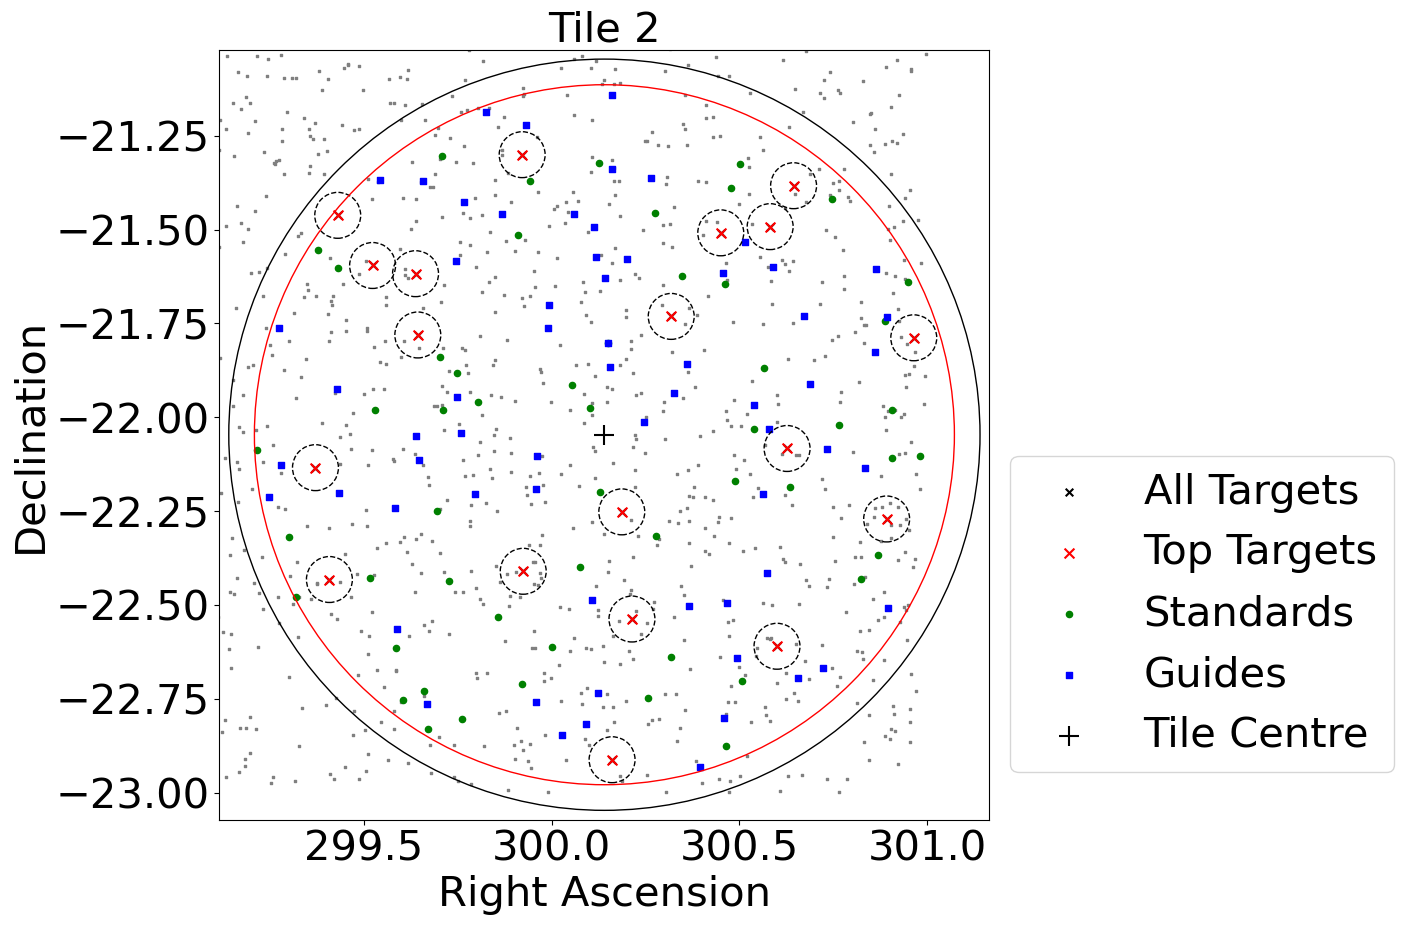 Tile 2
Declination
−21.25
−21.50
−21.75
−22.00
−22.25
−22.50
−22.75
−23.00
299.5 300.0 300.5 301.0
Right Ascension
All Targets
Top Targets
Standards
Guides
Tile Centre